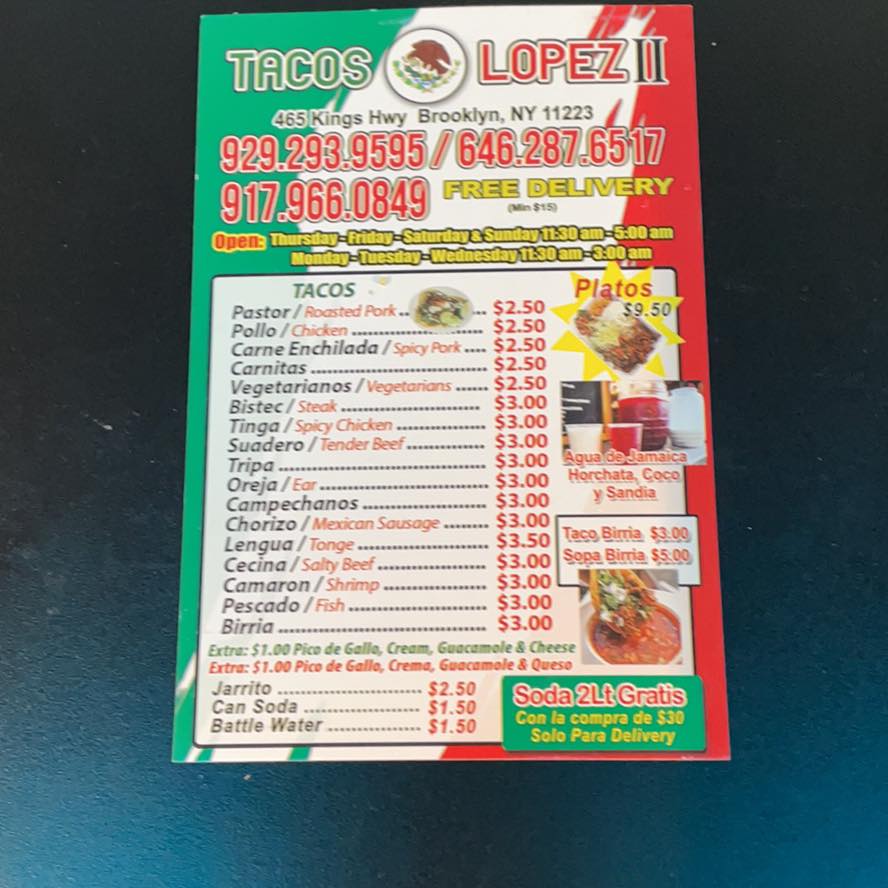 TACOS LOPEZ II
465 Kings Hwy Brooklyn, NY 11223
929.293.9595 / 646.287.6517
917.966.0849 FREE DELIVERY
(Min $15)
Open: Thursday - Friday - Saturday & Sunday 11:30 am - 5:00 am
Monday - Tuesday - Wednesday 11:30 am - 3:00 am
TACOS
Pastor / Roasted Pork .. $2.50
Pollo / Chicken $2.50
Carne Enchilada / Spicy Pork .... $2.50
Carnitas $2.50
Vegetarianos / Vegetarians ...... $2.50
Bistec / Steak $3.00
Tinga / Spicy Chicken $3.00
Suadero / Tender Beef $3.00
Tripa $3.00
Oreja / Ear $3.00
Campechanos $3.00
Chorizo / Mexican Sausage ........ $3.00
Lengua / Tonge $3.50
Cecina / Salty Beef $3.00
Camaron / Shrimp $3.00
Pescado / Fish $3.00
Birria $3.00
Extra: $1.00 Pico de Gallo, Cream, Guacamole & Cheese
Extra: $1.00 Pico de Gallo, Crema, Guacamole & Queso
Jarrito $2.50
Can Soda $1.50
Battle Water $1.50
Platos
$9.50
Agua de Jamaica
Horchata, Coco
y Sandia
Taco Birria $3.00
Sopa Birria $5.00
Soda 2Lt Gratis
Con la compra de $30
Solo Para Delivery